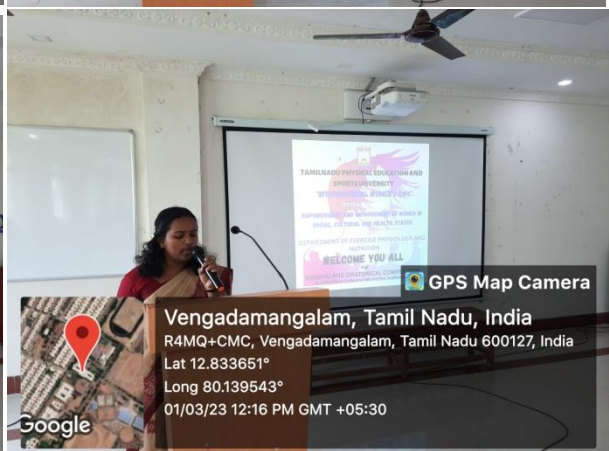 TAMILNADU PHYSICAL EDUCATION AND
SPORTS UNIVERSITY
"INTERNATIONAL WOMEN'S DAY"
EMPOWERMENT AND IMPROVEMENT OF WOMEN IN
SOCIAL, CULTURAL AND HEALTH STATUS
DEPARTMENT OF EXERCISE PHYSIOLOGY AND
NUTRITION
WELCOME YOU ALL
AND ORATORICAL
GPS Map Camera
Vengadamangalam, Tamil Nadu, India
R4MQ+CMC, Vengadamangalam, Tamil Nadu 600127, India
Lat 12.833651°
Long 80.139543°
01/03/23 12:16 PM GMT +05:30
Google